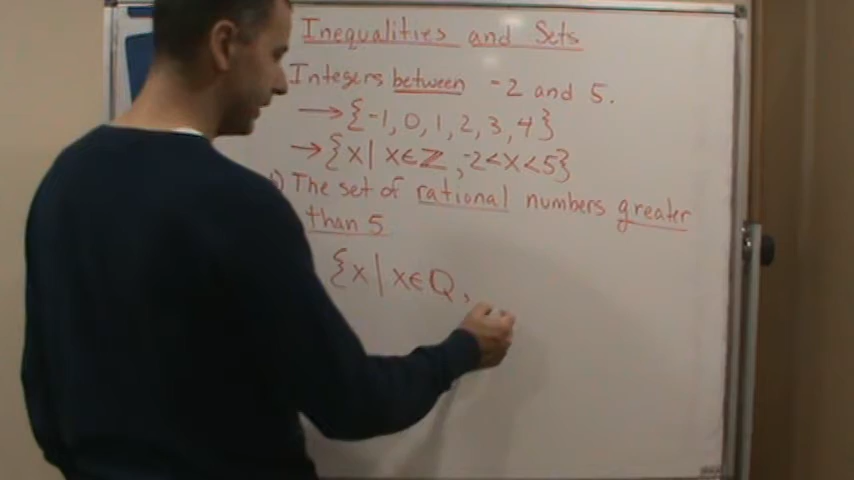 Inequalities and Sets
Integers between -2 and 5.
→ {-1, 0, 1, 2, 3, 4}
→ {x | x∈ℤ, -2<x<5}
) The set of rational numbers greater
than 5
{x | x∈Q,